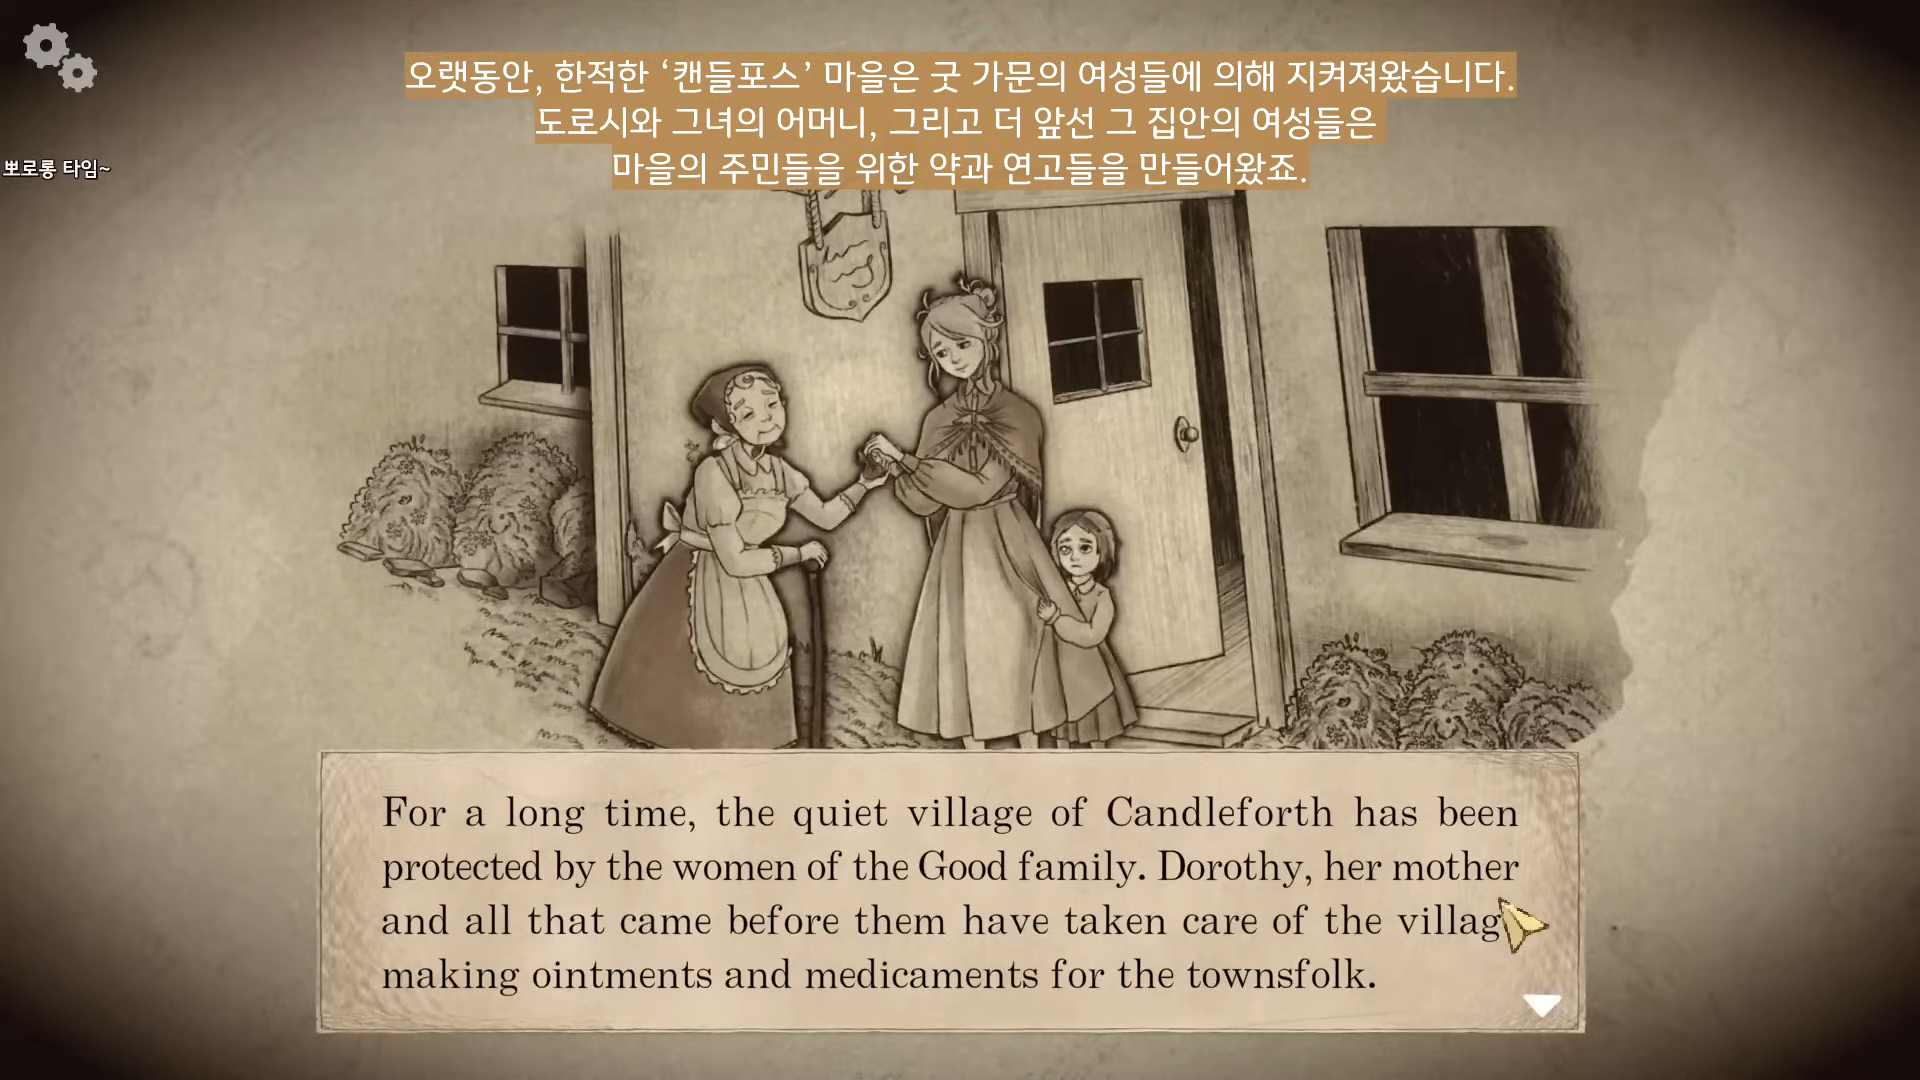 오랫동안, 한적한 ‘캔들포스’ 마을은 굿 가문의 여성들에 의해 지켜져왔습니다.
도로시와 그녀의 어머니, 그리고 더 앞선 그 집안의 여성들은
마을의 주민들을 위한 약과 연고들을 만들어왔죠.
뽀로롱 타임~
For a long time, the quiet village of Candleforth has been
protected by the women of the Good family. Dorothy, her mother
and all that came before them have taken care of the villag
making ointments and medicaments for the townsfolk.